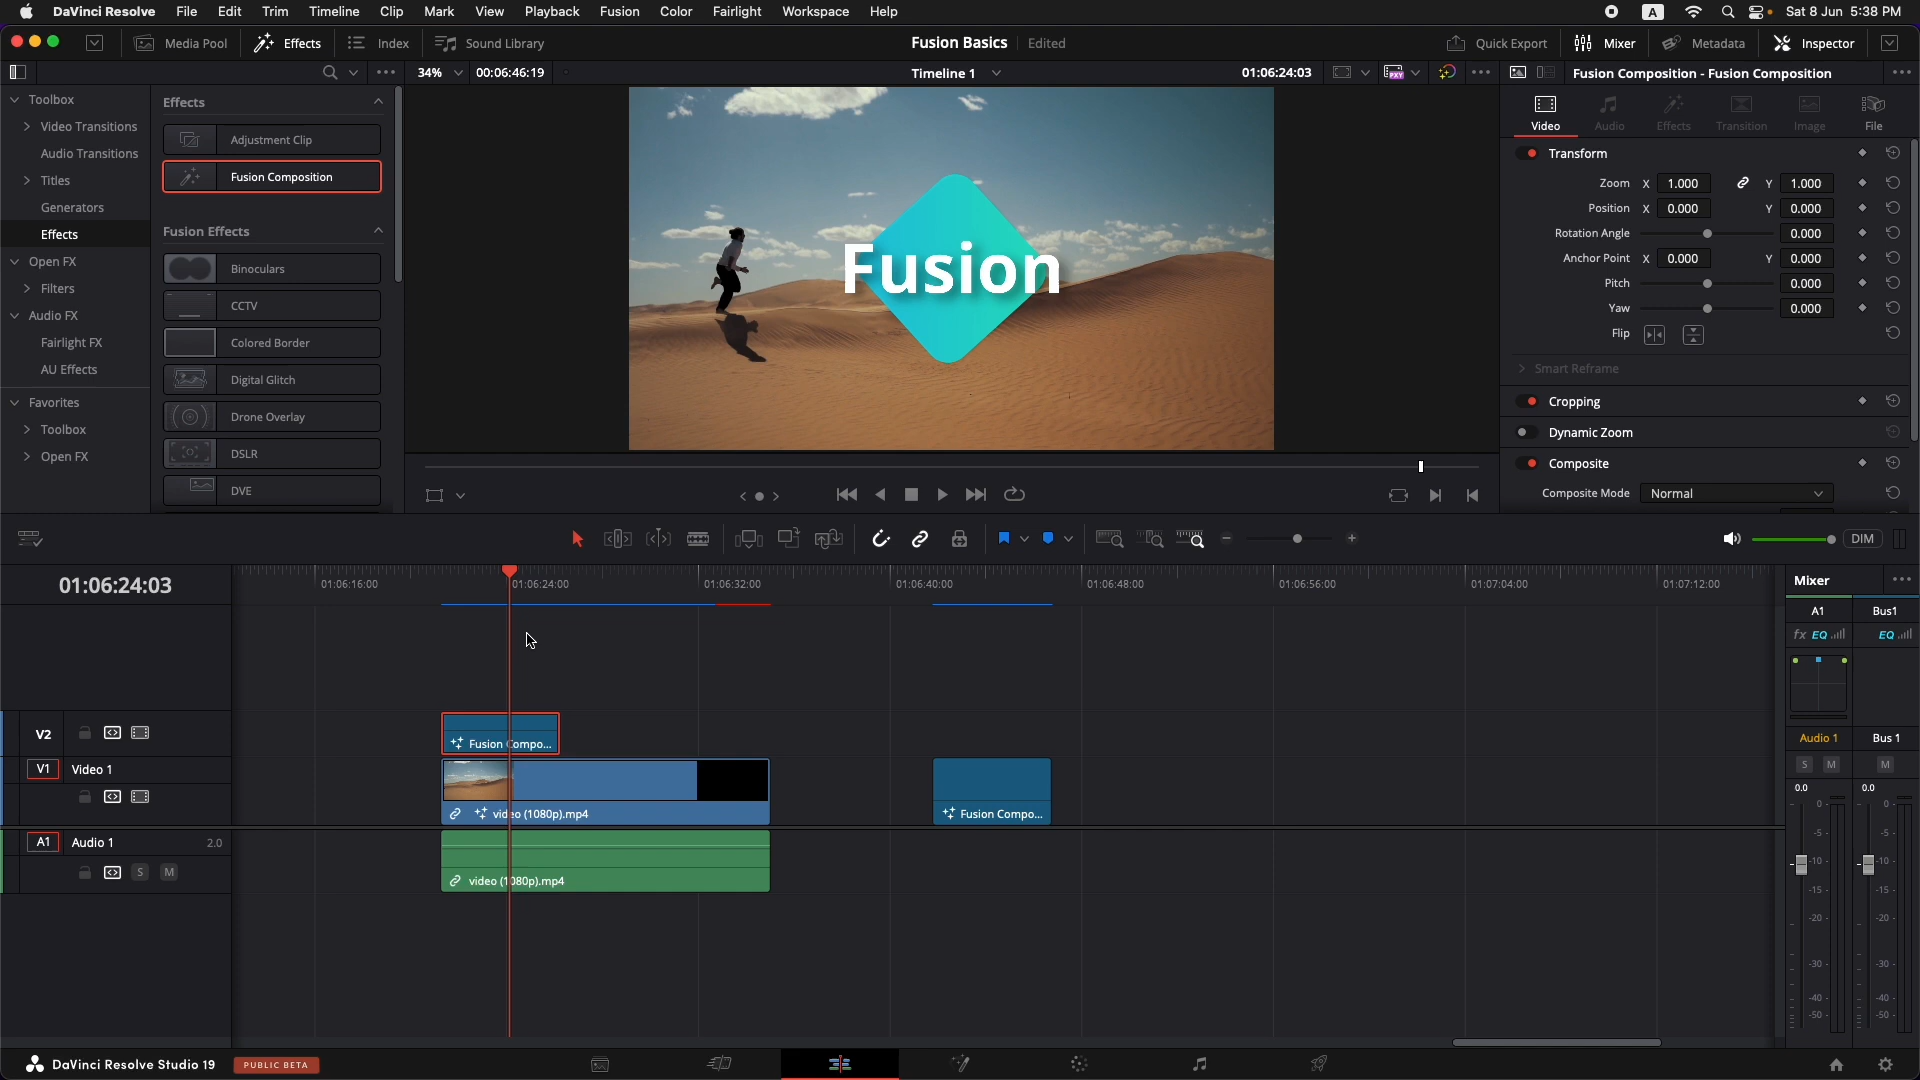 DaVinci Resolve File Edit Trim Timeline Clip Mark View Playback Fusion Color Fairlight Workspace Help A Sat 8 Jun 5:38 PM
Media Pool Effects Index Sound Library Fusion Basics Edited Quick Export Mixer Metadata Inspector
34% 00:06:46:19 Timeline 1 01:06:24:03 PXY Fusion Composition - Fusion Composition
Toolbox
Video Transitions
Audio Transitions
Titles
Generators
Effects
Open FX
Filters
Audio FX
Fairlight FX
AU Effects
Favorites
Toolbox
Open FX
Effects
Adjustment Clip
Fusion Composition
Fusion Effects
Binoculars
CCTV
Colored Border
Digital Glitch
Drone Overlay
DSLR
DVE
Fusion
Video Audio Effects Transition Image File
Transform
Zoom X 1.000 Y 1.000
Position X 0.000 Y 0.000
Rotation Angle 0.000
Anchor Point X 0.000 Y 0.000
Pitch 0.000
Yaw 0.000
Flip
Smart Reframe
Cropping
Dynamic Zoom
Composite
Composite Mode Normal
DIM
01:06:24:03
01:06:16:00 01:06:24:00 01:06:32:00 01:06:40:00 01:06:48:00 01:06:56:00 01:07:04:00 01:07:12:00
V2
Fusion Compo...
V1 Video 1
video (1080p).mp4
Fusion Compo...
A1 Audio 1 2.0
S M
video (1080p).mp4
Mixer
A1 Bus1
fx EQ EQ
Audio 1 Bus 1
S M M
0.0 0.0
0- 0-
-5- -5-
-10- -10-
-15- -15-
-20- -20-
-30- -30-
-40- -40-
-50- -50-
DaVinci Resolve Studio 19 PUBLIC BETA